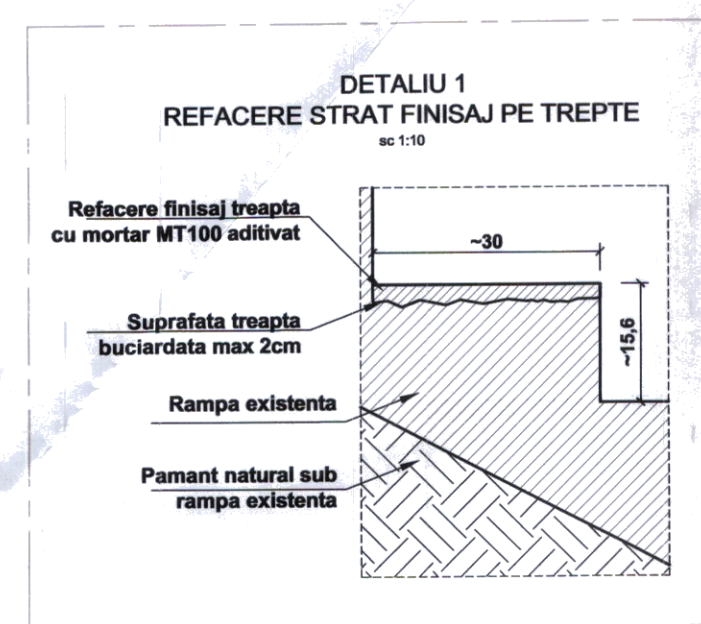 DETALIU 1
REFACERE STRAT FINISAJ PE TREPTE
sc 1:10
Refacere finisaj treapta
cu mortar MT100 aditivat
~30
Suprafata treapta
buciardata max 2cm
~15,6
Rampa existenta
Pamant natural sub
rampa existenta